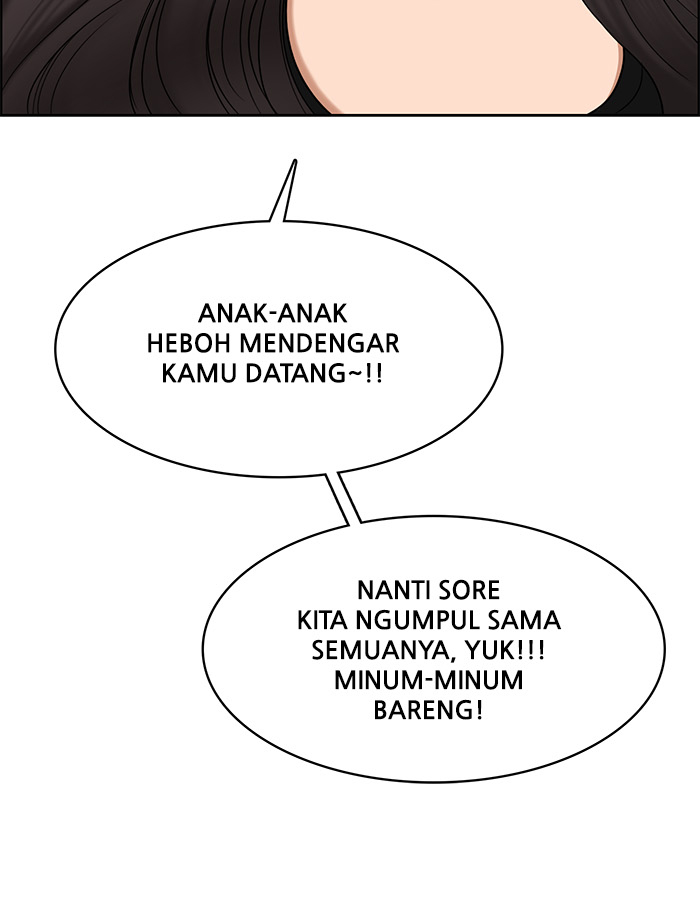 ANAK-ANAK
HEBOH MENDENGAR
KAMU DATANG~!!
NANTI SORE
KITA NGUMPUL SAMA
SEMUANYA, YUK!!!
MINUM-MINUM
BARENG!